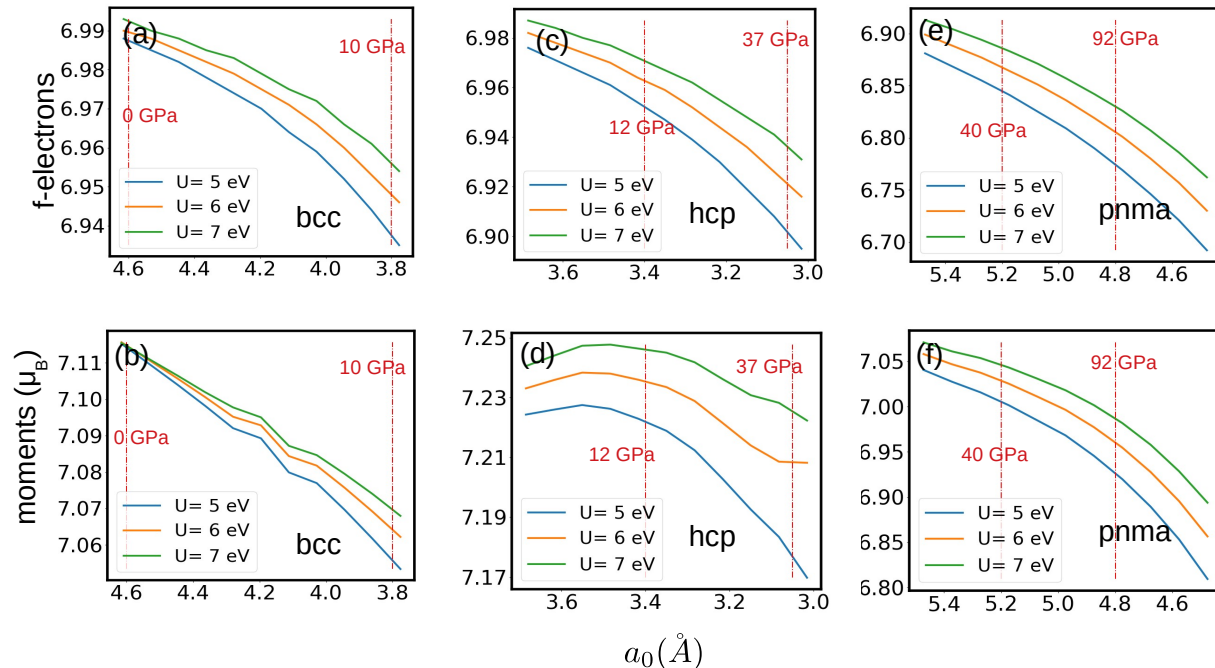 f-electrons
6.99
6.98
6.97
6.96
6.95
6.94
(a)
10 GPa
0 GPa
U= 5 eV
U= 6 eV
U= 7 eV
bcc
4.6 4.4 4.2 4.0 3.8
6.98
6.96
6.94
6.92
6.90
(c)
37 GPa
12 GPa
U= 5 eV
U= 6 eV
U= 7 eV
hcp
3.6 3.4 3.2 3.0
6.90
6.85
6.80
6.75
6.70
(e)
92 GPa
40 GPa
U= 5 eV
U= 6 eV
U= 7 eV
pnma
5.4 5.2 5.0 4.8 4.6
moments (μ_B)
7.11
7.10
7.09
7.08
7.07
7.06
(b)
10 GPa
0 GPa
U= 5 eV
U= 6 eV
U= 7 eV
bcc
4.6 4.4 4.2 4.0 3.8
7.25
7.23
7.21
7.19
7.17
(d)
37 GPa
12 GPa
U= 5 eV
U= 6 eV
U= 7 eV
hcp
3.6 3.4 3.2 3.0
7.05
7.00
6.95
6.90
6.85
6.80
(f)
92 GPa
40 GPa
U= 5 eV
U= 6 eV
U= 7 eV
pnma
5.4 5.2 5.0 4.8 4.6
a₀(Å)